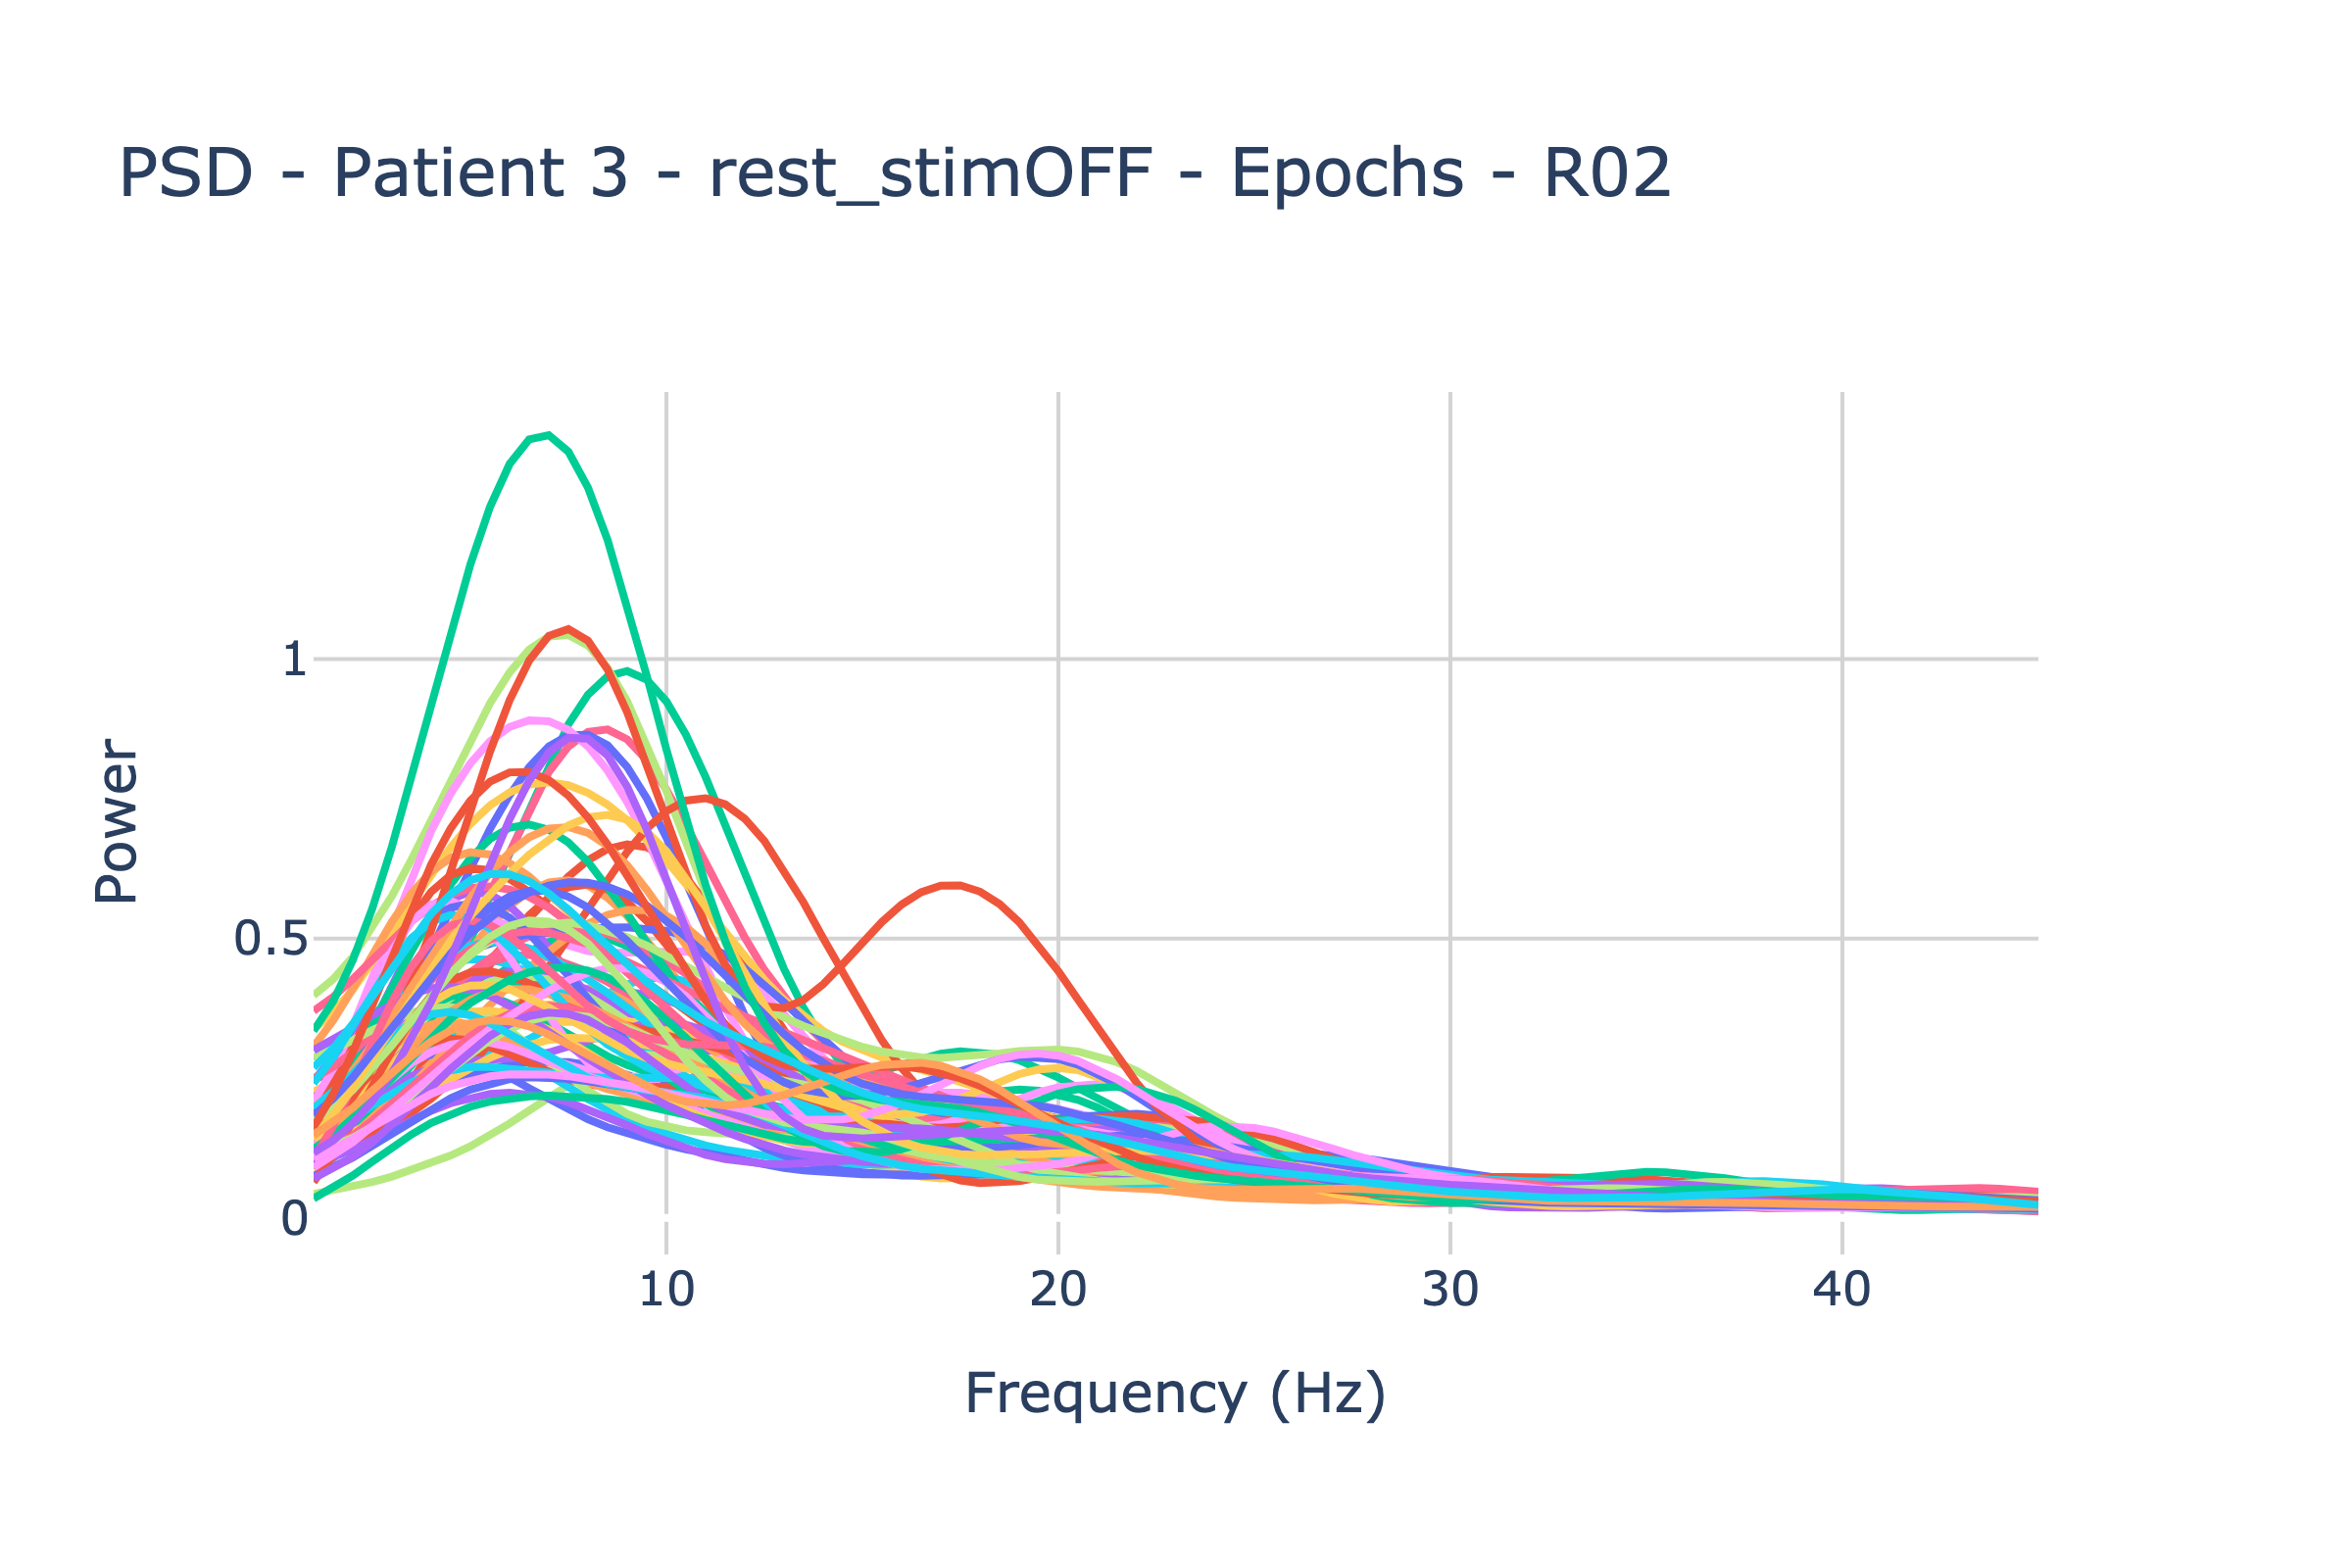 PSD - Patient 3 - rest_stimOFF - Epochs - R02
1
0.5
0
Power
10 20 30 40
Frequency (Hz)